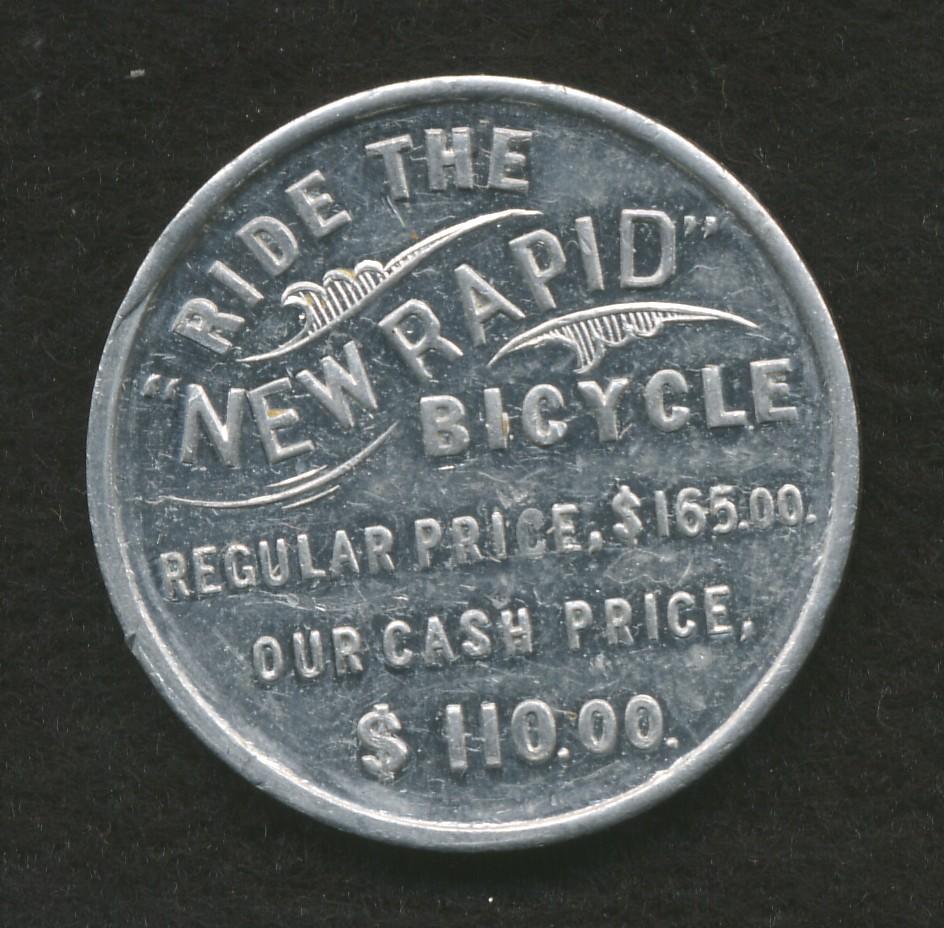 RIDE THE
"NEW RAPID"
BICYCLE
REGULAR PRICE, $165.00.
OUR CASH PRICE,
$110.00.